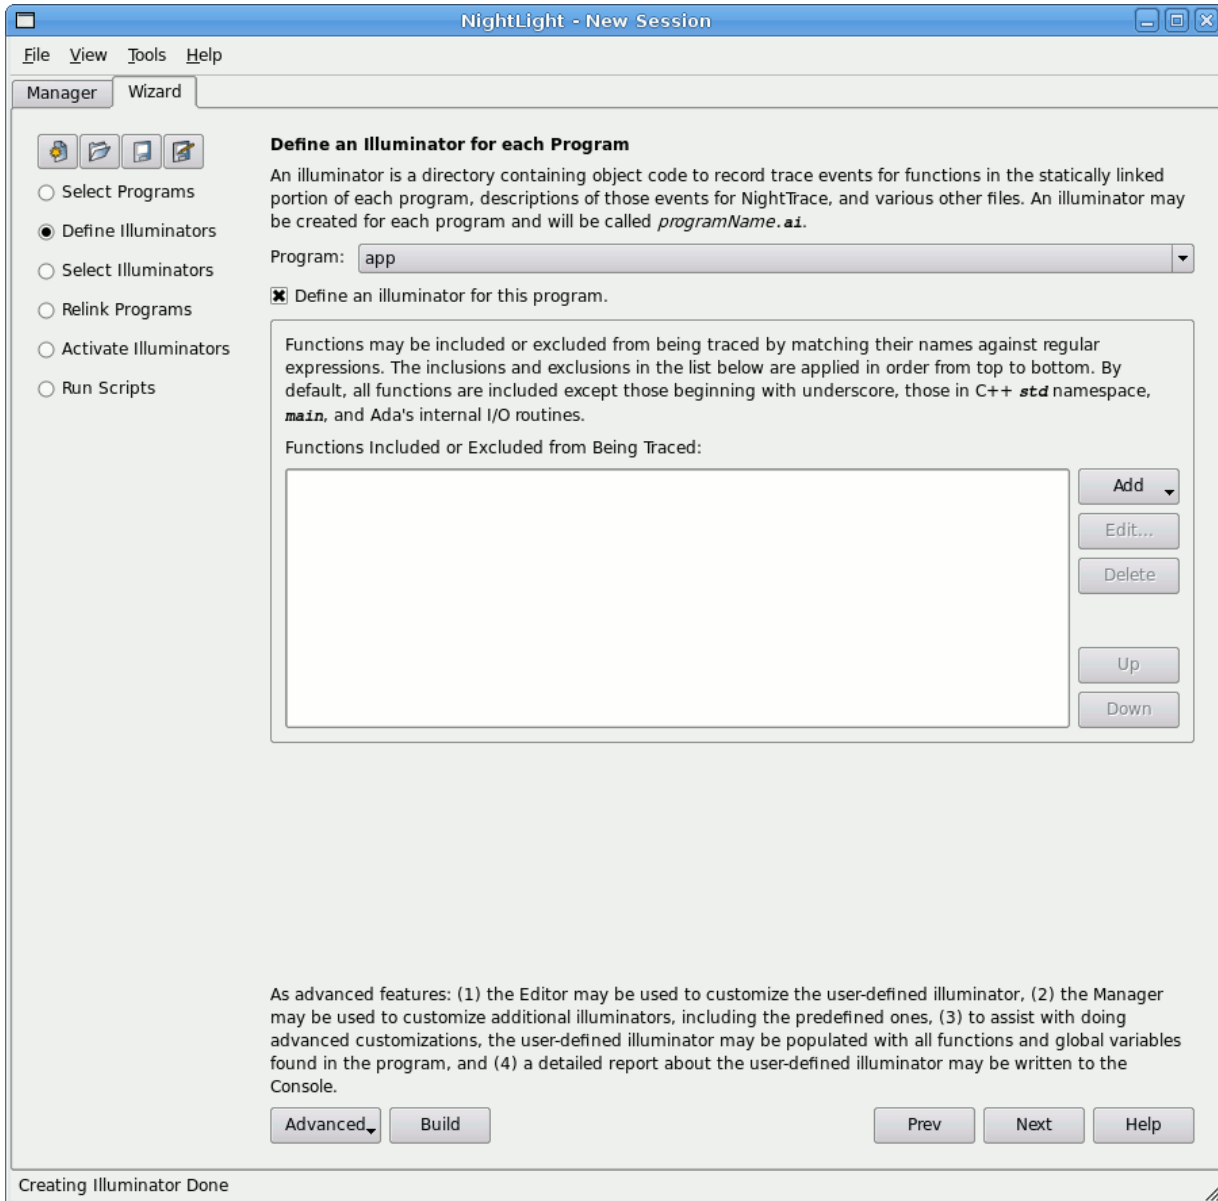 NightLight - New Session
File View Tools Help
Manager Wizard
Select Programs
Define Illuminators
Select Illuminators
Relink Programs
Activate Illuminators
Run Scripts
Define an Illuminator for each Program
An illuminator is a directory containing object code to record trace events for functions in the statically linked
portion of each program, descriptions of those events for NightTrace, and various other files. An illuminator may
be created for each program and will be called programName.ai.
Program: app
Define an illuminator for this program.
Functions may be included or excluded from being traced by matching their names against regular
expressions. The inclusions and exclusions in the list below are applied in order from top to bottom. By
default, all functions are included except those beginning with underscore, those in C++ std namespace,
main, and Ada's internal I/O routines.
Functions Included or Excluded from Being Traced:
Add
Edit...
Delete
Up
Down
As advanced features: (1) the Editor may be used to customize the user-defined illuminator, (2) the Manager
may be used to customize additional illuminators, including the predefined ones, (3) to assist with doing
advanced customizations, the user-defined illuminator may be populated with all functions and global variables
found in the program, and (4) a detailed report about the user-defined illuminator may be written to the
Console.
Advanced Build Prev Next Help
Creating Illuminator Done